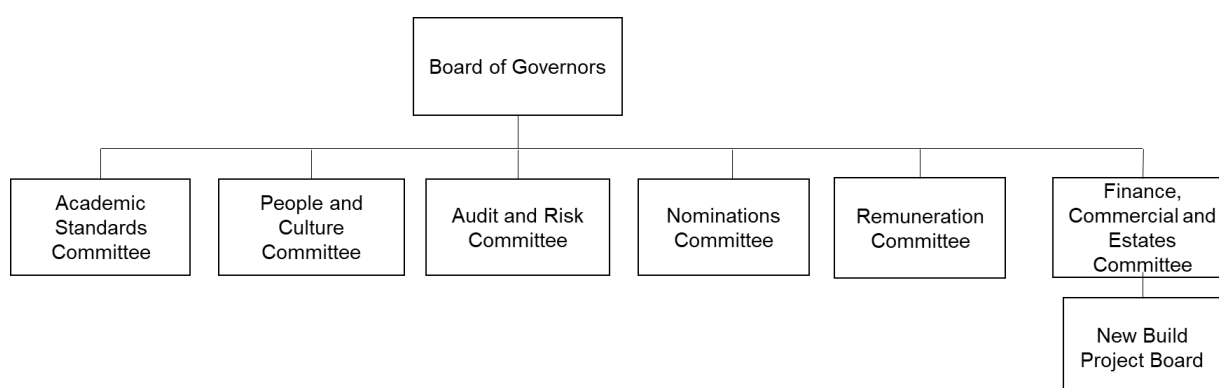 Board of Governors
Academic
Standards
Committee
People and
Culture
Committee
Audit and Risk
Committee
Nominations
Committee
Remuneration
Committee
Finance,
Commercial and
Estates
Committee
New Build
Project Board